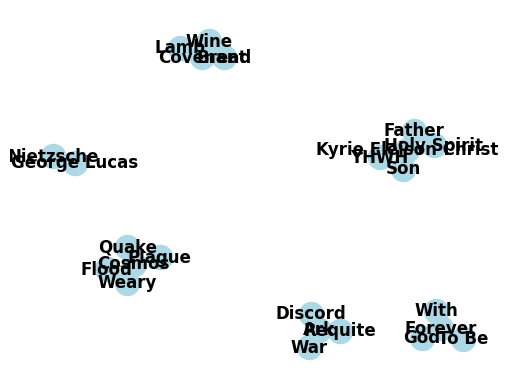 Wine
Lamb
Covenant
Bread
Father
Holy Spirit
Kyrie Eleison Christ
YHWH
Son
Nietzsche
George Lucas
Quake
Plague
Cosmos
Flood
Weary
Discord
Ark
Requite
War
With
Forever
God
To Be